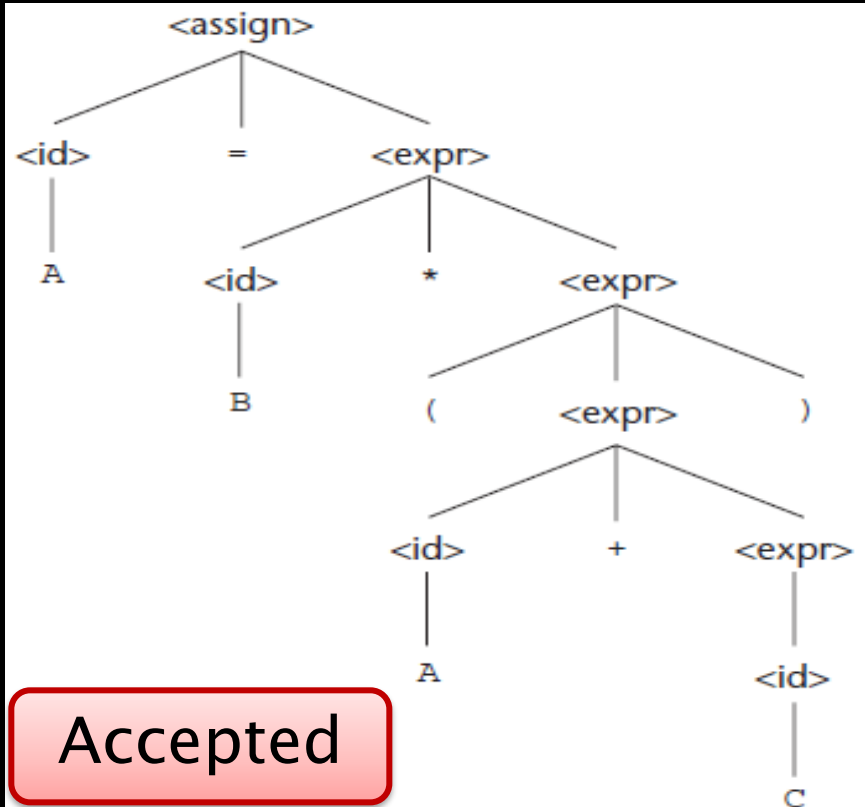 <assign>
<id> = <expr>
A <id> * <expr>
B ( <expr> )
<id> + <expr>
A <id>
Accepted
C